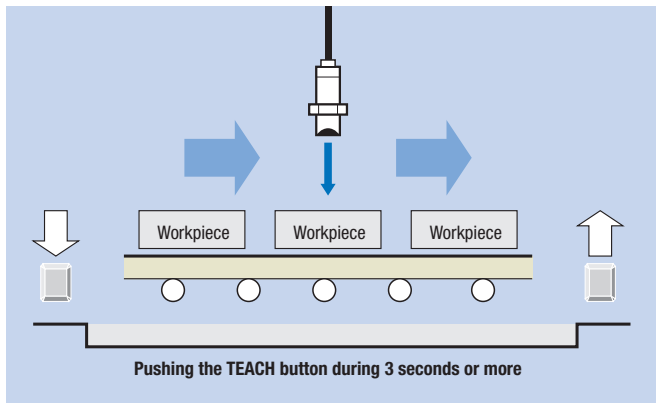 Workpiece Workpiece Workpiece
Pushing the TEACH button during 3 seconds or more